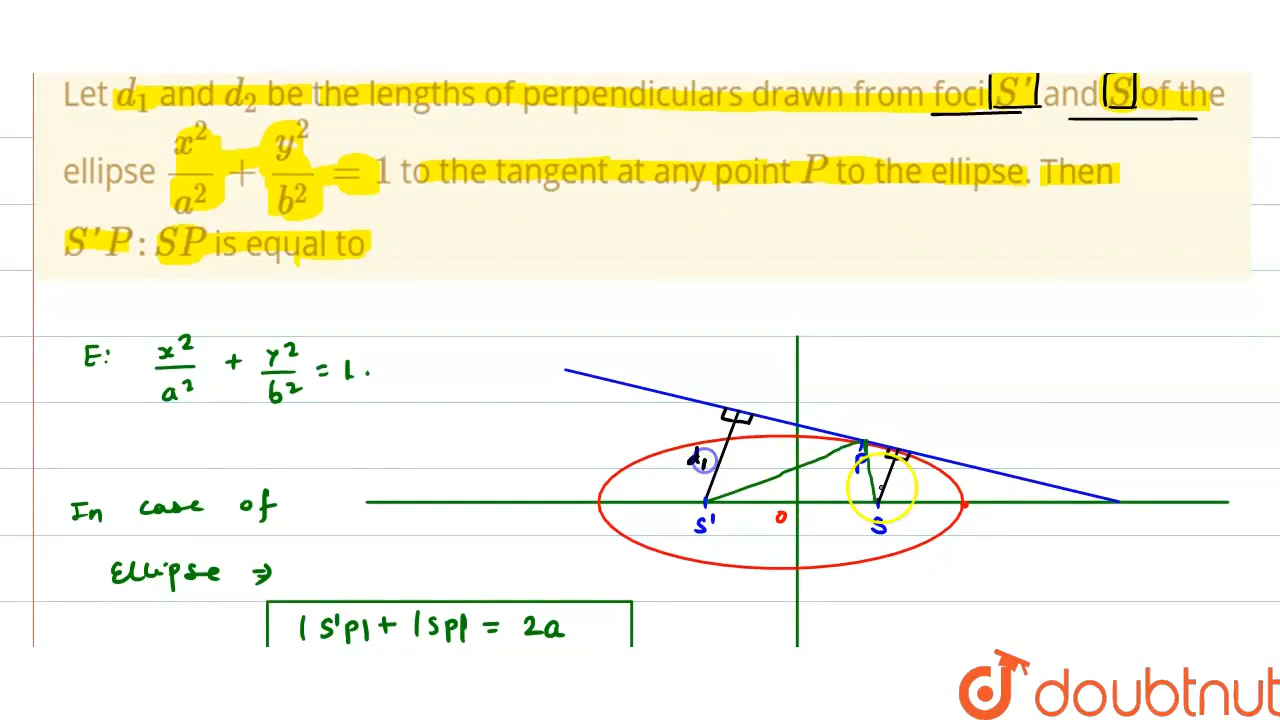 Let d₁ and d₂ be the lengths of perpendiculars drawn from foci S' and S of the
ellipse x²/a² + y²/b² = 1 to the tangent at any point P to the ellipse. Then
S'P : SP is equal to
E: x²/a² + y²/b² = 1.
d₁
P
S'
O
S
In case of
Ellipse ⇒
|S'P| + |SP| = 2a
doubtnut